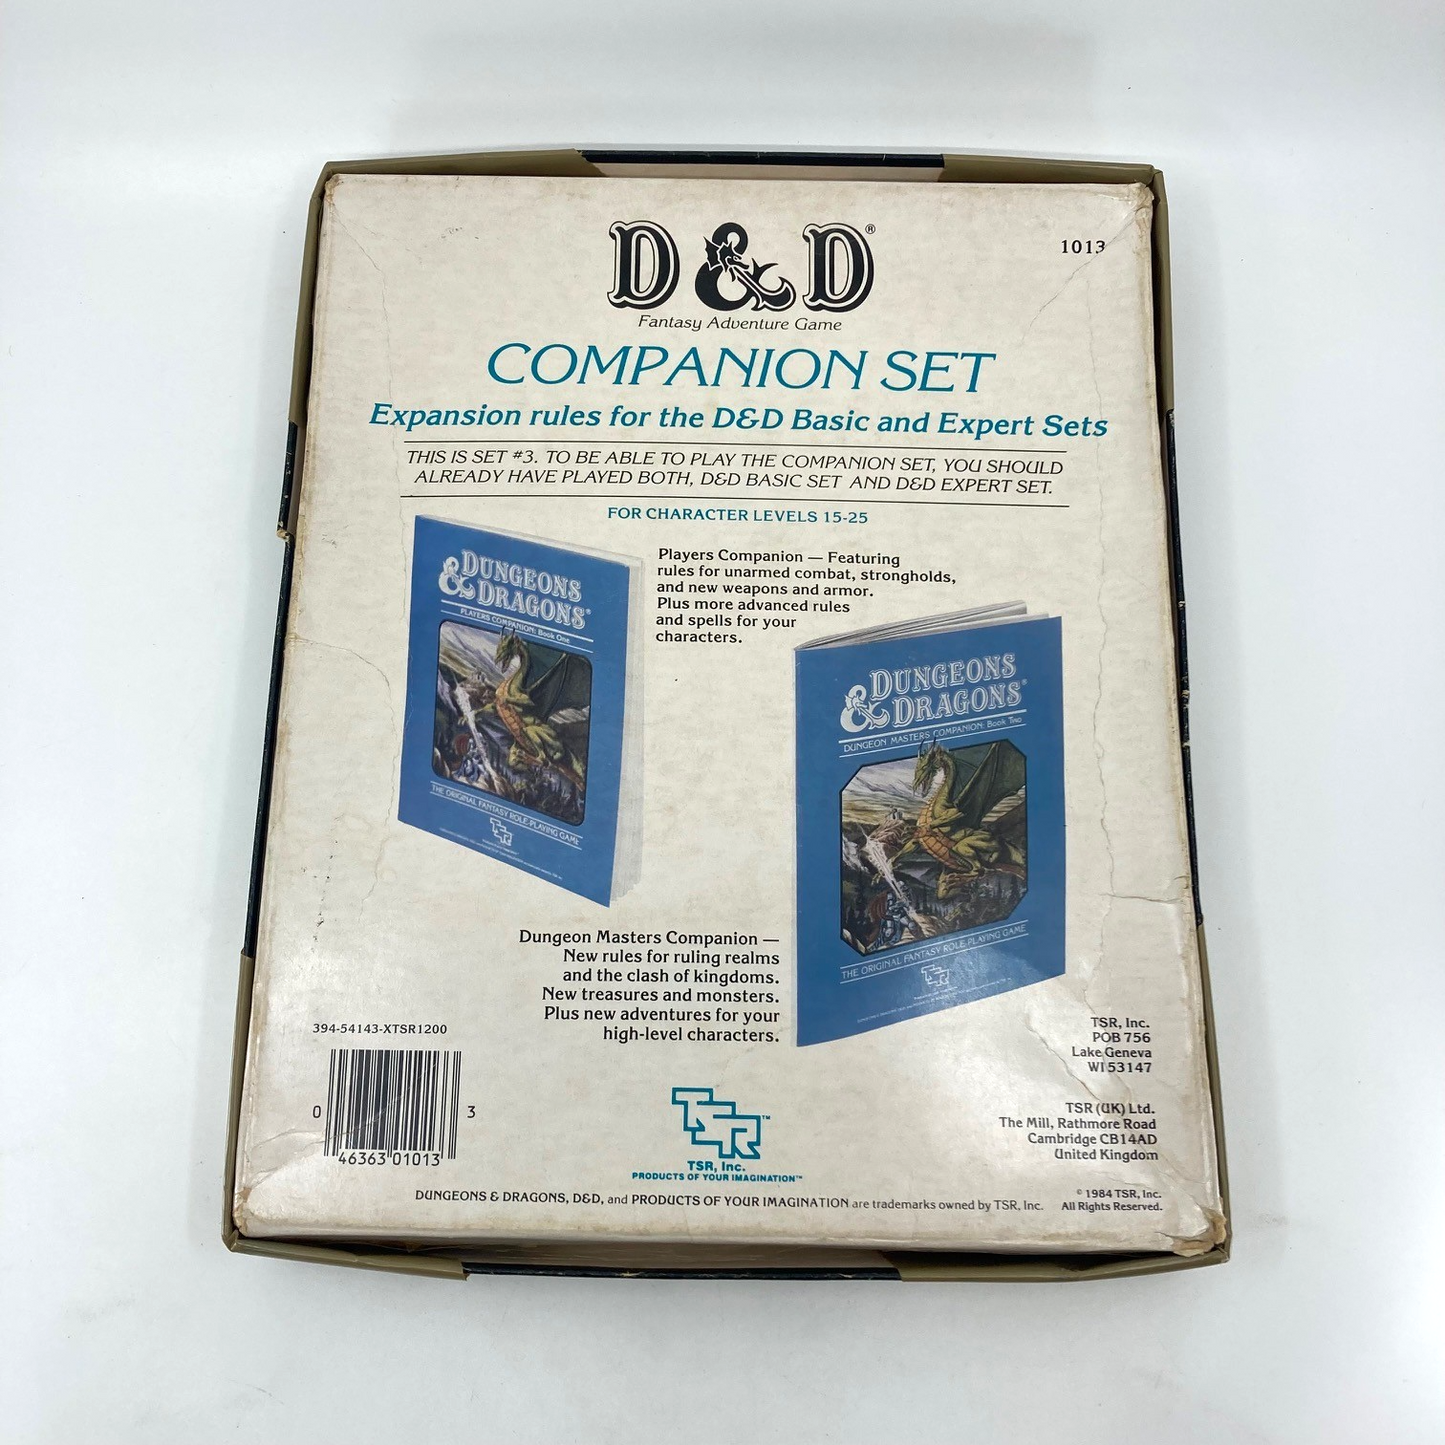 D&D®
1013
Fantasy Adventure Game
COMPANION SET
Expansion rules for the D&D Basic and Expert Sets
THIS IS SET #3. TO BE ABLE TO PLAY THE COMPANION SET, YOU SHOULD
ALREADY HAVE PLAYED BOTH, D&D BASIC SET AND D&D EXPERT SET.
FOR CHARACTER LEVELS 15-25
Players Companion — Featuring
rules for unarmed combat, strongholds,
and new weapons and armor.
Plus more advanced rules
and spells for your
characters.
DUNGEONS
& DRAGONS®
PLAYERS COMPANION: Book One
THE ORIGINAL FANTASY ROLE-PLAYING GAME
TSR
DUNGEONS
& DRAGONS®
DUNGEON MASTERS COMPANION: Book Two
THE ORIGINAL FANTASY ROLE PLAYING GAME
TSR
Dungeon Masters Companion —
New rules for ruling realms
and the clash of kingdoms.
New treasures and monsters.
Plus new adventures for your
high-level characters.
394-54143-XTSR1200
0 46363 01013 3
TSR™
TSR, Inc.
PRODUCTS OF YOUR IMAGINATION™
TSR, Inc.
POB 756
Lake Geneva
WI 53147
TSR (UK) Ltd.
The Mill, Rathmore Road
Cambridge CB14AD
United Kingdom
DUNGEONS & DRAGONS, D&D, and PRODUCTS OF YOUR IMAGINATION are trademarks owned by TSR, Inc.
© 1984 TSR, Inc.
All Rights Reserved.